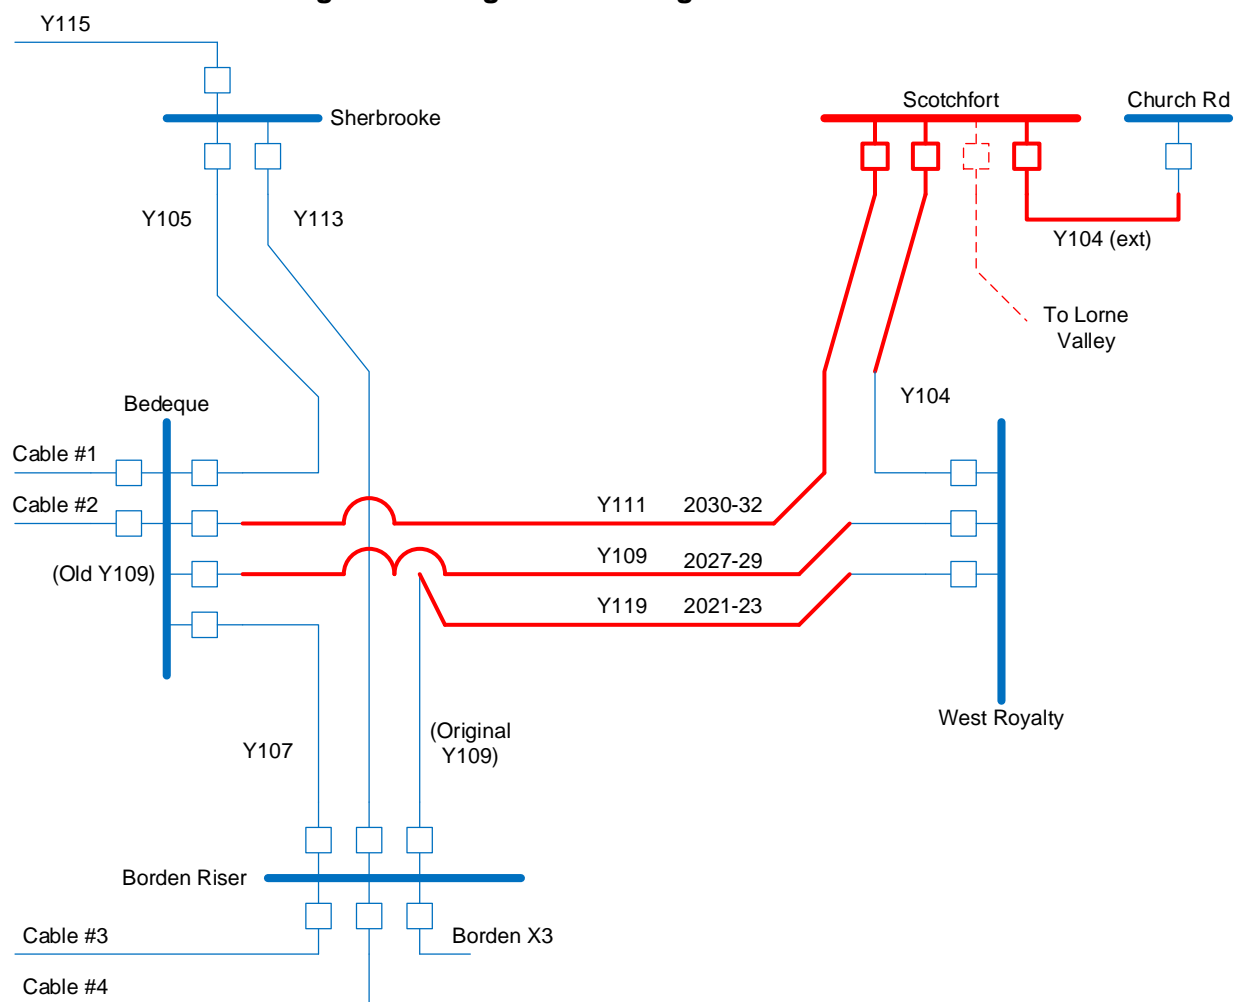 Y115
Sherbrooke
Scotchfort
Church Rd
Y105
Y113
Y104 (ext)
To Lorne
Valley
Bedeque
Y104
Cable #1
Cable #2
Y111 2030-32
(Old Y109)
Y109 2027-29
Y119 2021-23
West Royalty
(Original
Y109)
Y107
Borden Riser
Cable #3
Borden X3
Cable #4